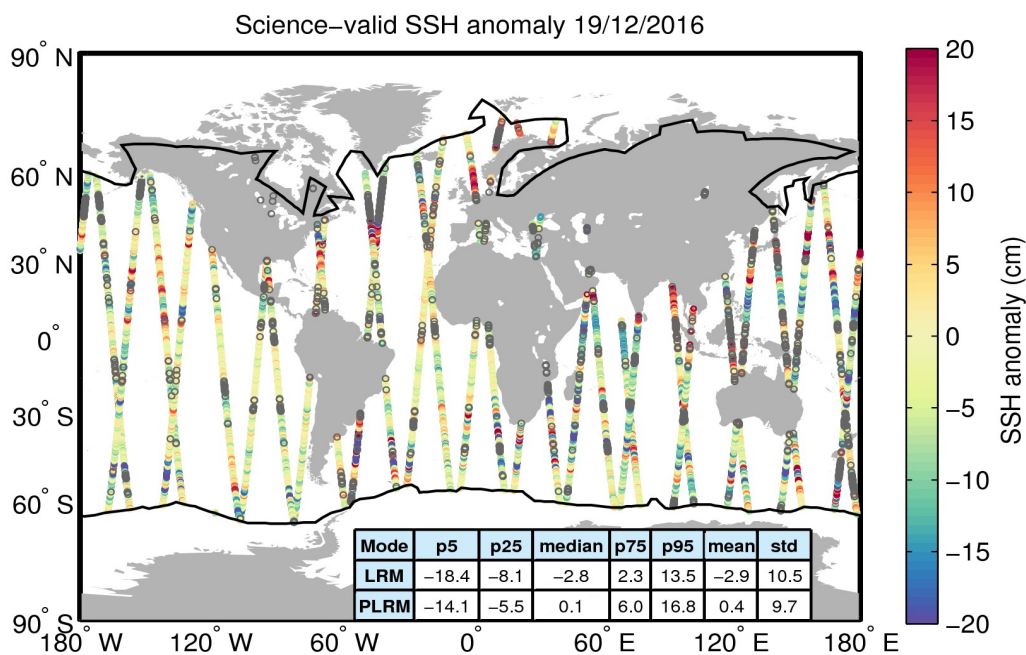 Science−valid SSH anomaly 19/12/2016
90° N
60° N
30° N
0°
30° S
60° S
90° S
180° W
120° W
60° W
0°
60° E
120° E
180° E
Mode p5 p25 median p75 p95 mean std
LRM −18.4 −8.1 −2.8 2.3 13.5 −2.9 10.5
PLRM −14.1 −5.5 0.1 6.0 16.8 0.4 9.7
20
15
10
5
0
−5
−10
−15
−20
SSH anomaly (cm)